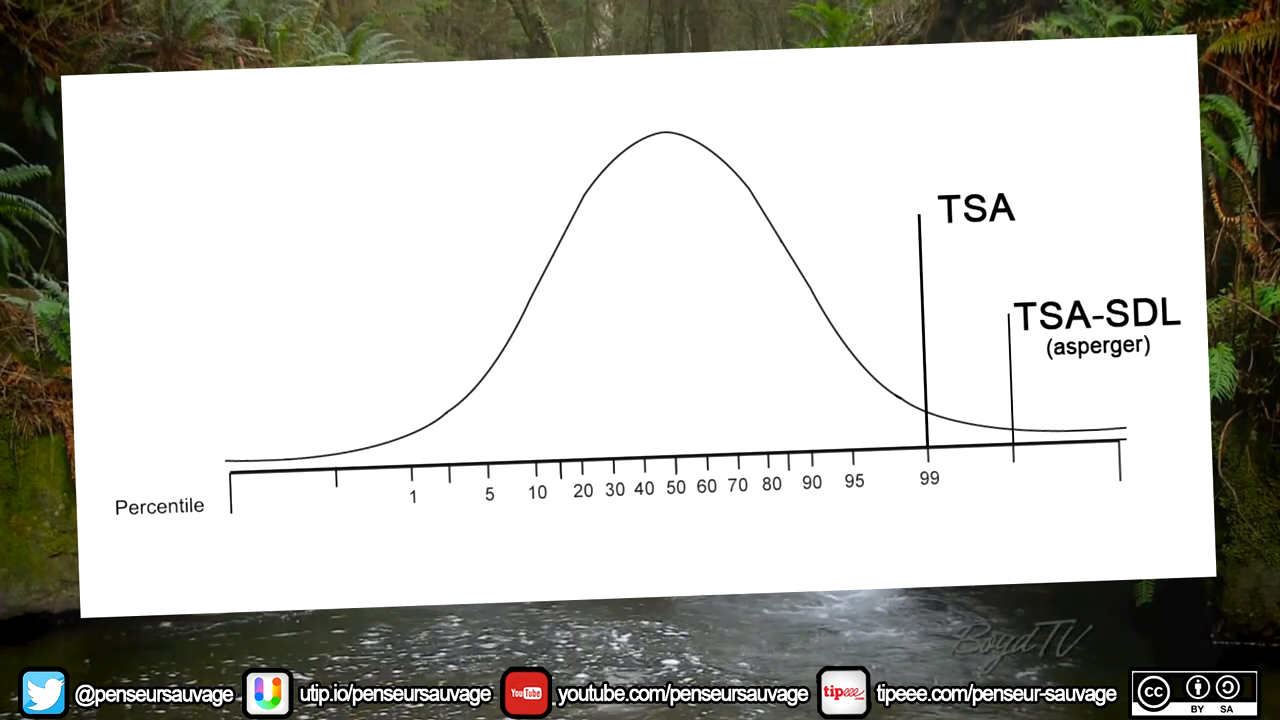 TSA
TSA-SDL
(asperger)
Percentile
1 5 10 20 30 40 50 60 70 80 90 95 99
BoydTV
@penseursauvage
utip.io/penseursauvage
YouTube
youtube.com/penseursauvage
tipeee
tipeee.com/penseur-sauvage
cc
BY SA